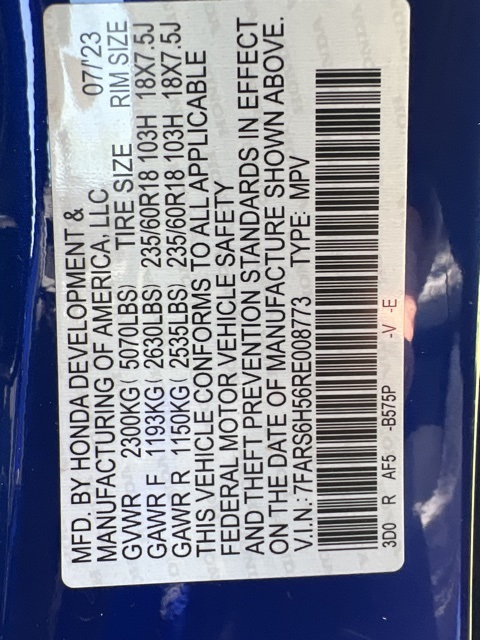 MFD. BY HONDA DEVELOPMENT & 07/'23
MANUFACTURING OF AMERICA, LLC
GVWR 2300KG ( 5070LBS) TIRE SIZE RIM SIZE
GAWR F 1193KG ( 2630LBS) 235/60R18 103H 18X7.5J
GAWR R 1150KG ( 2535LBS) 235/60R18 103H 18X7.5J
THIS VEHICLE CONFORMS TO ALL APPLICABLE
FEDERAL MOTOR VEHICLE SAFETY
AND THEFT PREVENTION STANDARDS IN EFFECT
ON THE DATE OF MANUFACTURE SHOWN ABOVE.
V.I.N.: 7FARS6H56RE008773 TYPE: MPV
3D0 R AF5 -B575P -V -E